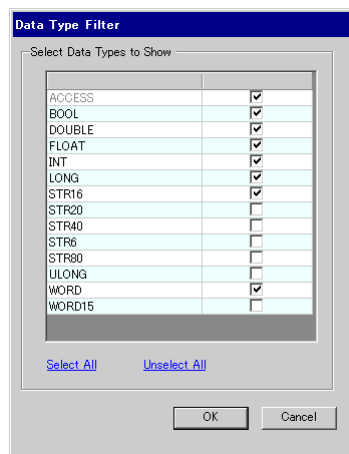 Data Type Filter
Select Data Types to Show
ACCESS
BOOL
DOUBLE
FLOAT
INT
LONG
STR16
STR20
STR40
STR6
STR80
ULONG
WORD
WORD15
Select All Unselect All
OK Cancel